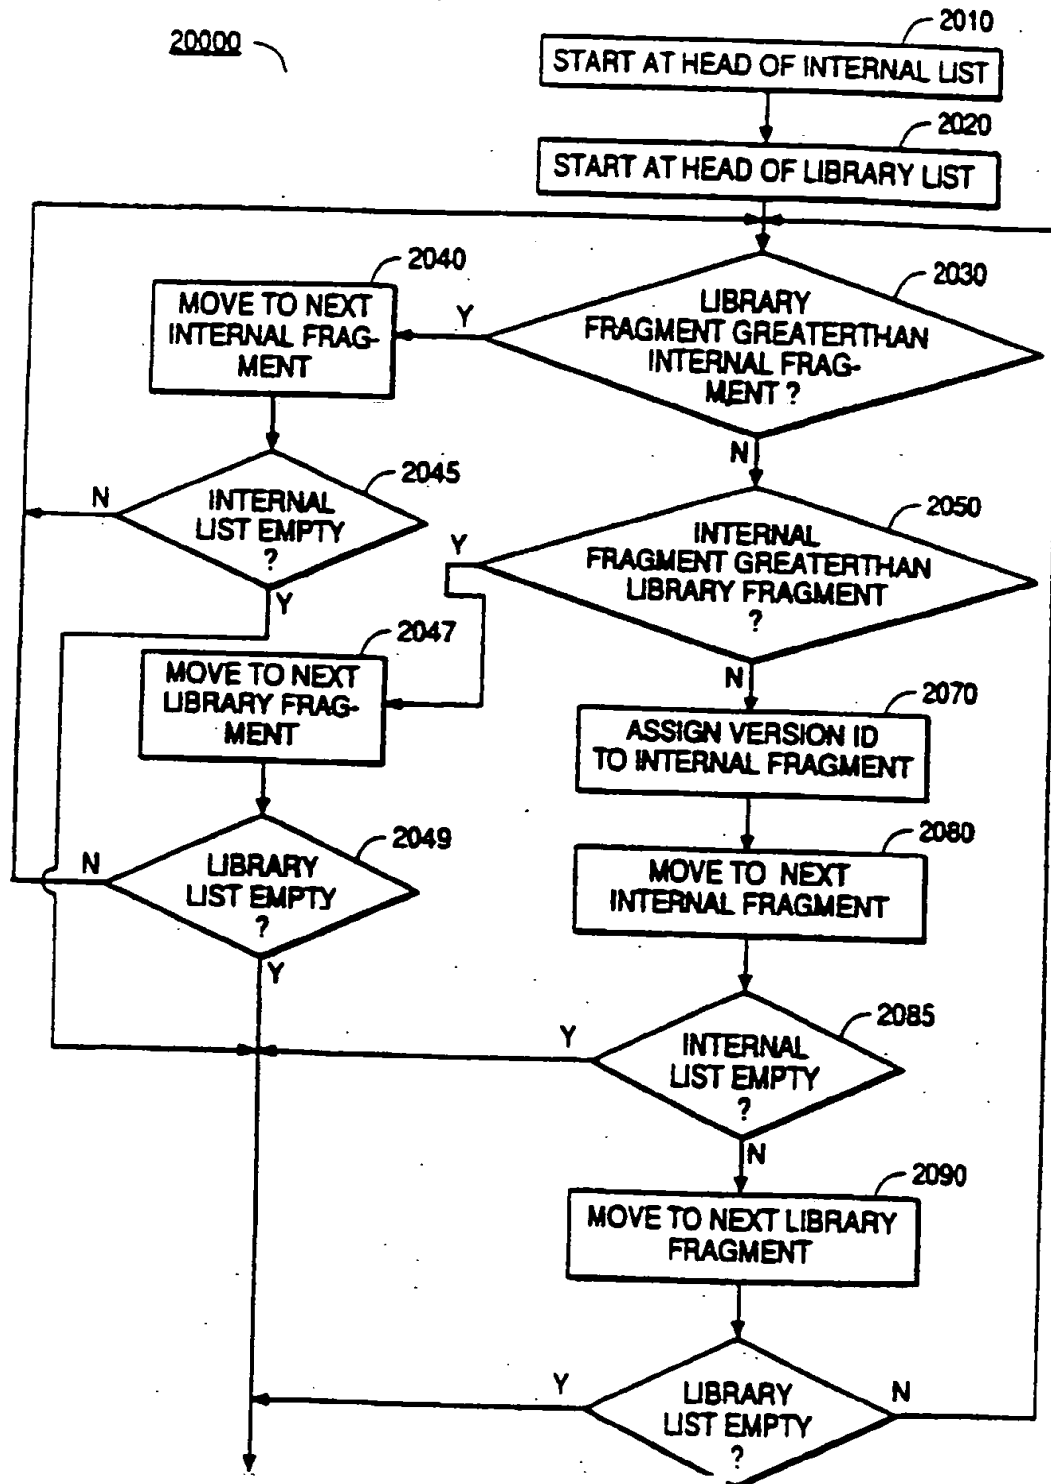 20000
2010
START AT HEAD OF INTERNAL LIST
2020
START AT HEAD OF LIBRARY LIST
2030
LIBRARY
FRAGMENT GREATERTHAN
INTERNAL FRAG-
MENT ?
Y
N
2040
MOVE TO NEXT
INTERNAL FRAG-
MENT
2045
INTERNAL
LIST EMPTY
?
N
Y
2050
INTERNAL
FRAGMENT GREATERTHAN
LIBRARY FRAGMENT
?
Y
N
2047
MOVE TO NEXT
LIBRARY FRAG-
MENT
2049
LIBRARY
LIST EMPTY
?
N
Y
2070
ASSIGN VERSION ID
TO INTERNAL FRAGMENT
2080
MOVE TO NEXT
INTERNAL FRAGMENT
2085
INTERNAL
LIST EMPTY
?
Y
N
2090
MOVE TO NEXT LIBRARY
FRAGMENT
LIBRARY
LIST EMPTY
?
Y
N